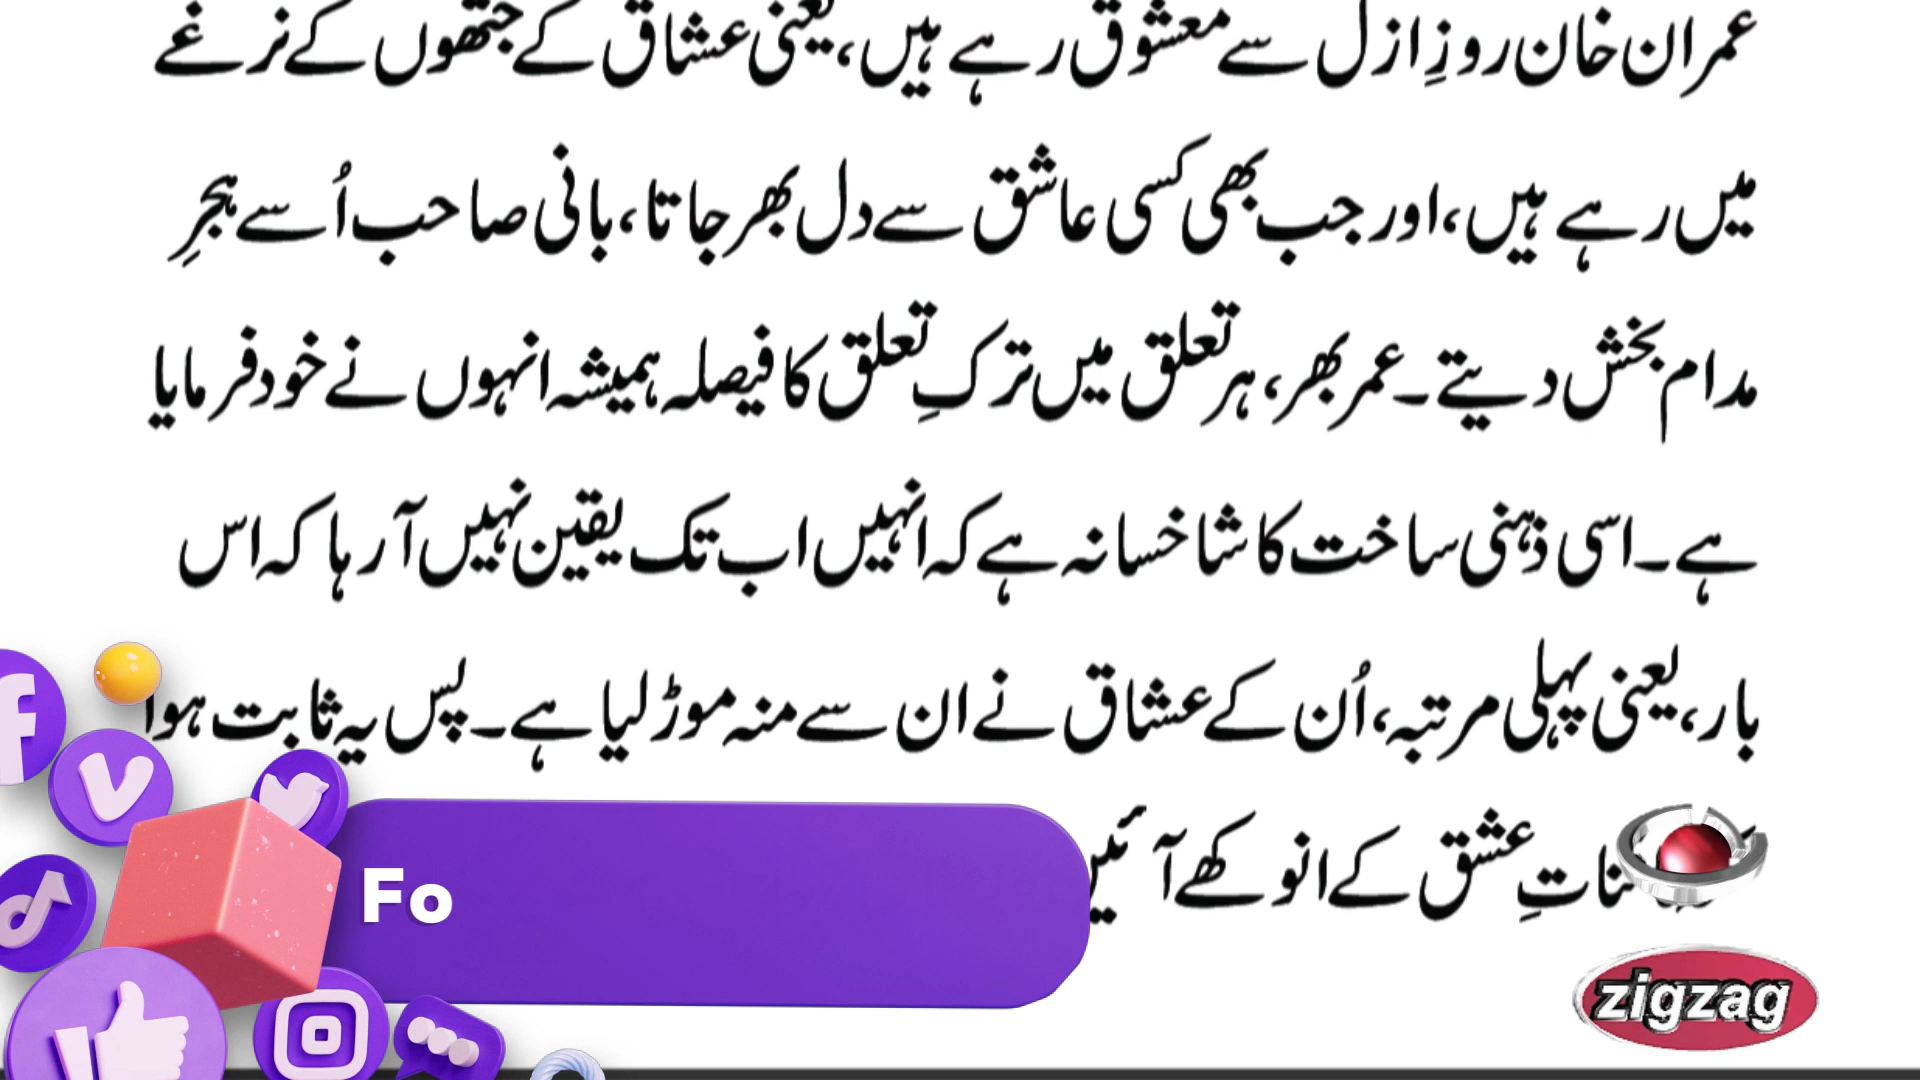 عمران خان روزِ ازل سے معشوق رہے ہیں، یعنی عشاق کے جتھوں کے نرغے
میں رہے ہیں، اور جب بھی کسی عاشق سے دل بھر جاتا، بانی صاحب اُسے ہجرِ
مدام بخش دیتے۔ عمر بھر، ہر تعلق میں ترکِ تعلق کا فیصلہ ہمیشہ انہوں نے خود فرمایا
ہے۔ اسی ذہنی ساخت کا شاخسانہ ہے کہ انہیں اب تک یقین نہیں آ رہا کہ اس
بار، یعنی پہلی مرتبہ، اُن کے عشاق نے ان سے منہ موڑ لیا ہے۔ پس یہ ثابت ہوا
عشق کے انوکھے
Fo
zigzag